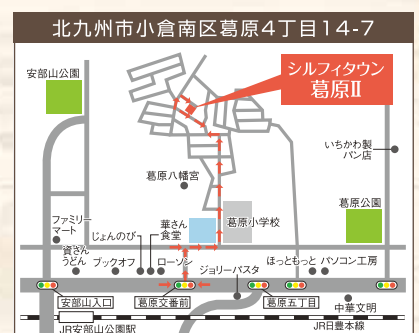 北九州市小倉南区葛原4丁目14-7
安部山公園
シルフィタウン
葛原Ⅱ
いちかわ製
パン店
葛原八幡宮
葛原公園
ファミリー
マート
華さん
食堂
葛原小学校
じょんのび
資さん
うどん
ブックオフ
ローソン
ジョリーパスタ
ほっともっと
パソコン工房
安部山入口
葛原交番前
葛原五丁目
中華文明
JR安部山公園駅
JR日豊本線